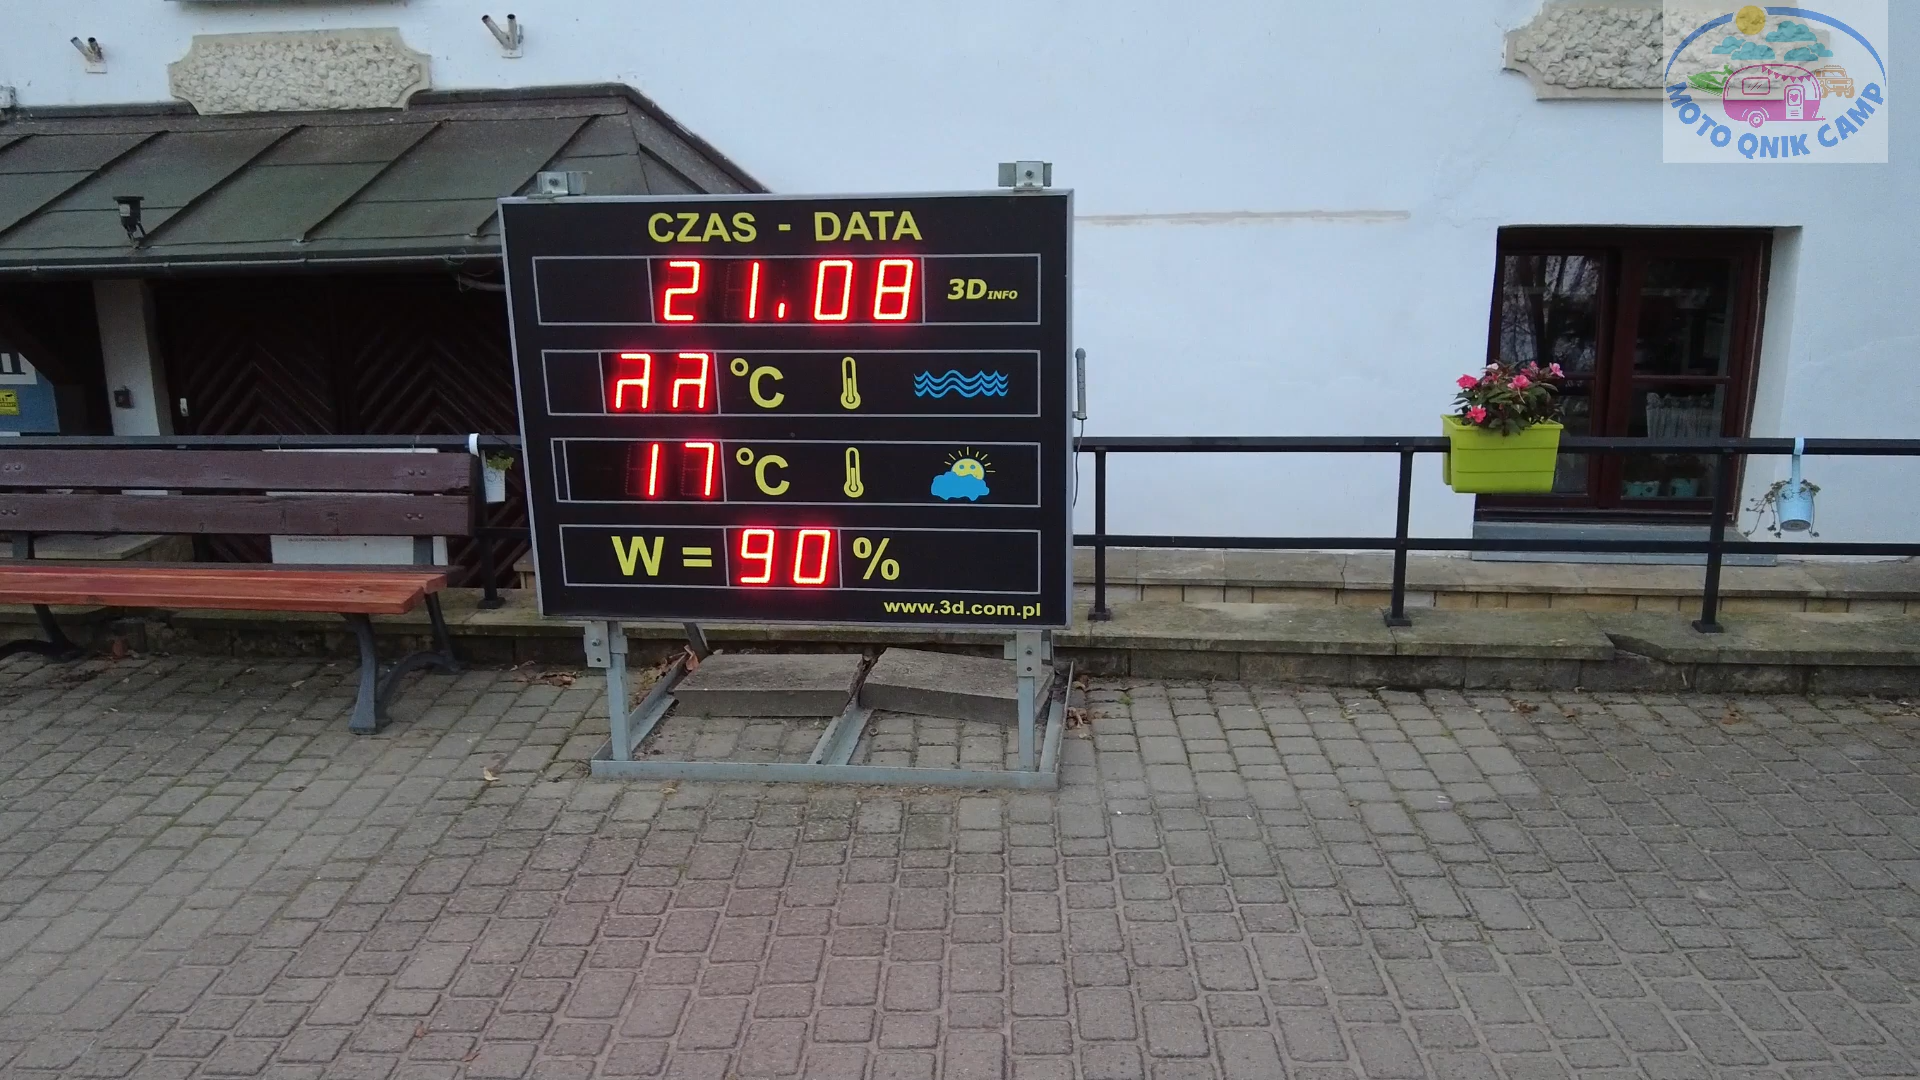 CZAS - DATA
21.08 3D INFO
°C
17 °C
W = 90 %
www.3d.com.pl
MOTO QNIK CAMP